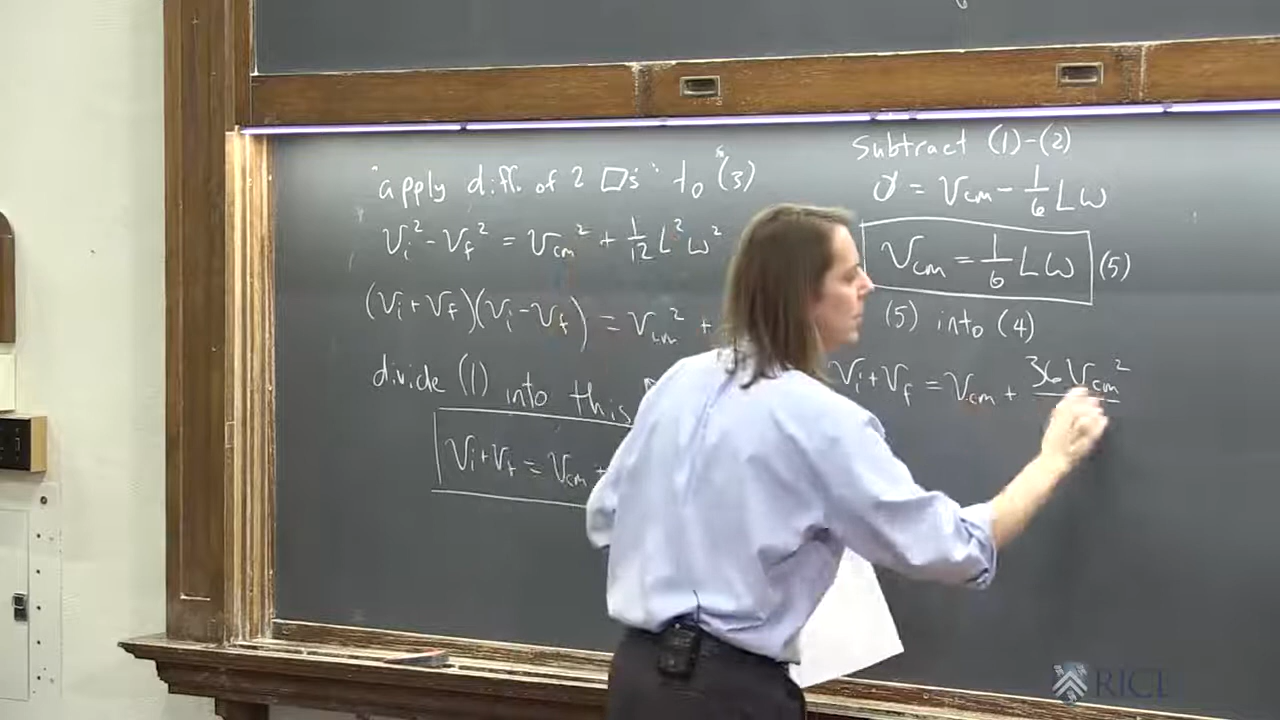 "apply diff. of 2 □s" to (3)
Vi² - Vf² = Vcm² + 1/12 L² ω²
(Vi + Vf)(Vi - Vf) = Vcm² +
divide (1) into this
Vi + Vf = Vcm +
Subtract (1)-(2)
0 = Vcm - 1/6 L ω
Vcm = 1/6 L ω (5)
(5) into (4)
Vi + Vf = Vcm + 36 Vcm²
RICE